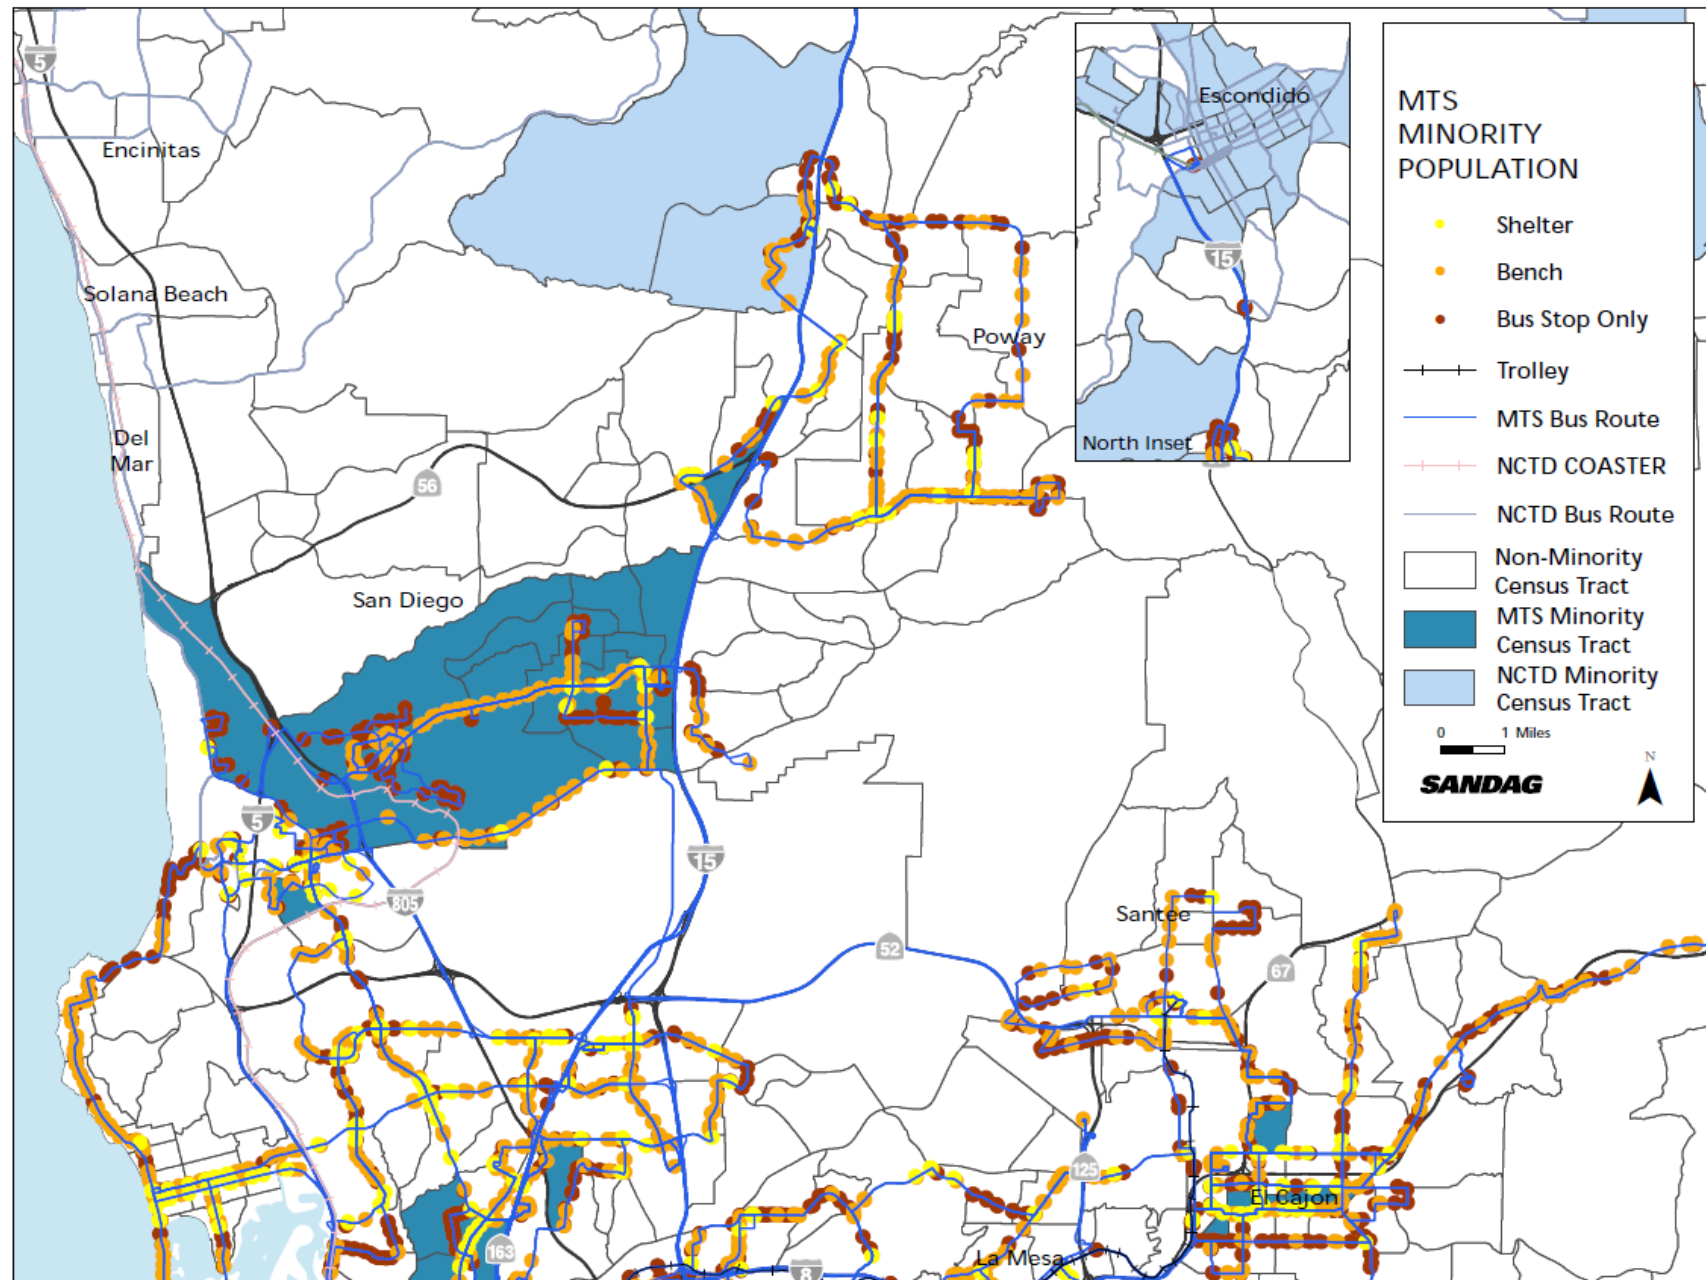 5
Encinitas
Solana Beach
Del
Mar
56
San Diego
Poway
5
805
15
52
Santee
67
125
El Cajon
163
La Mesa
8
Escondido
15
North Inset
MTS
MINORITY
POPULATION
Shelter
Bench
Bus Stop Only
Trolley
MTS Bus Route
NCTD COASTER
NCTD Bus Route
Non-Minority
Census Tract
MTS Minority
Census Tract
NCTD Minority
Census Tract
0 1 Miles
N
SANDAG